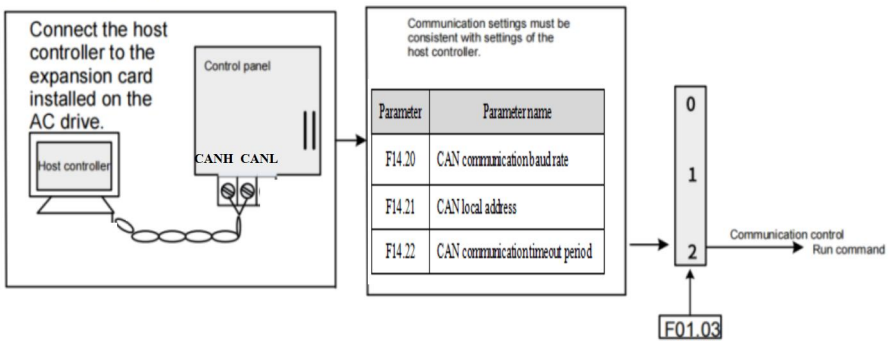 Connect the host
controller to the
expansion card
installed on the
AC drive.
Control panel
CANH CANL
Host controller
Communication settings must be
consistent with settings of the
host controller.
Parameter Parameter name
F14.20 CAN communication baud rate
F14.21 CAN local address
F14.22 CAN communication timeout period
0
1
2
Communication control
Run command
F01.03